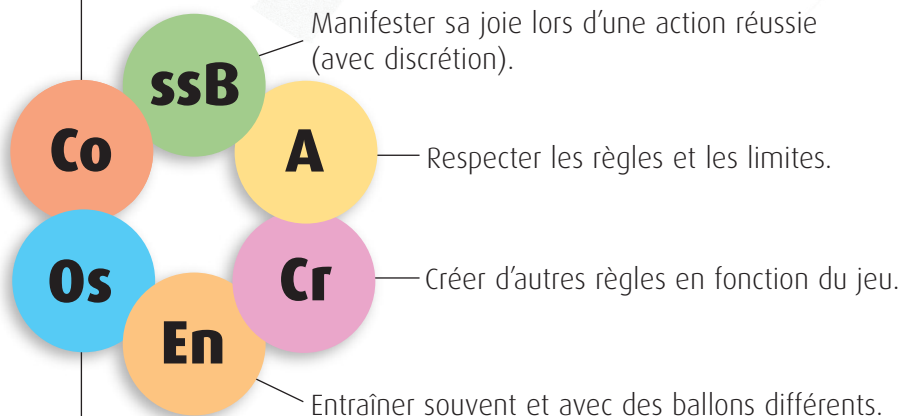 Manifester sa joie lors d’une action réussie
(avec discrétion).
ssB
Co
A
Respecter les règles et les limites.
Os
Cr
Créer d’autres règles en fonction du jeu.
En
Entraîner souvent et avec des ballons différents.